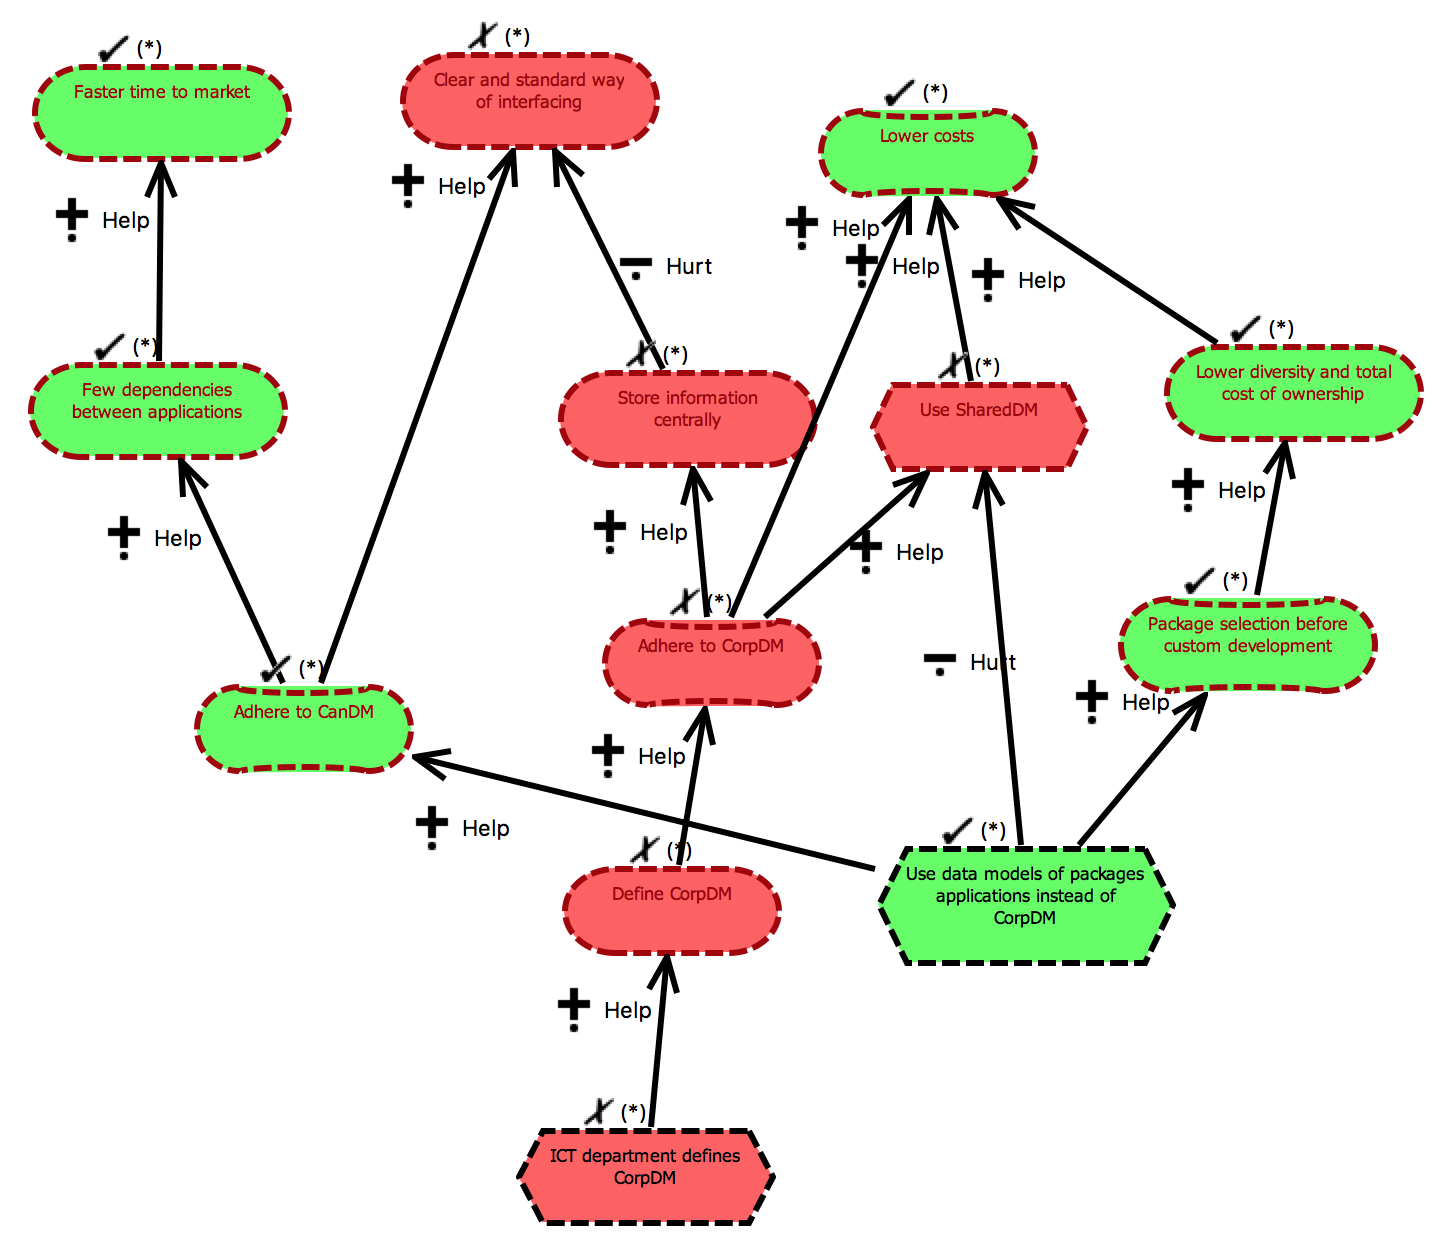 (*)
Faster time to market
(*)
Clear and standard way
of interfacing
(*)
Lower costs
Help
Help
Help
Help
Help
Hurt
(*)
Few dependencies
between applications
(*)
Store information
centrally
(*)
Use SharedDM
(*)
Lower diversity and total
cost of ownership
Help
Help
Help
Help
(*)
Adhere to CanDM
(*)
Adhere to CorpDM
Hurt
(*)
Package selection before
custom development
Help
Help
Help
(*)
Define CorpDM
(*)
Use data models of packages
applications instead of
CorpDM
Help
(*)
ICT department defines
CorpDM